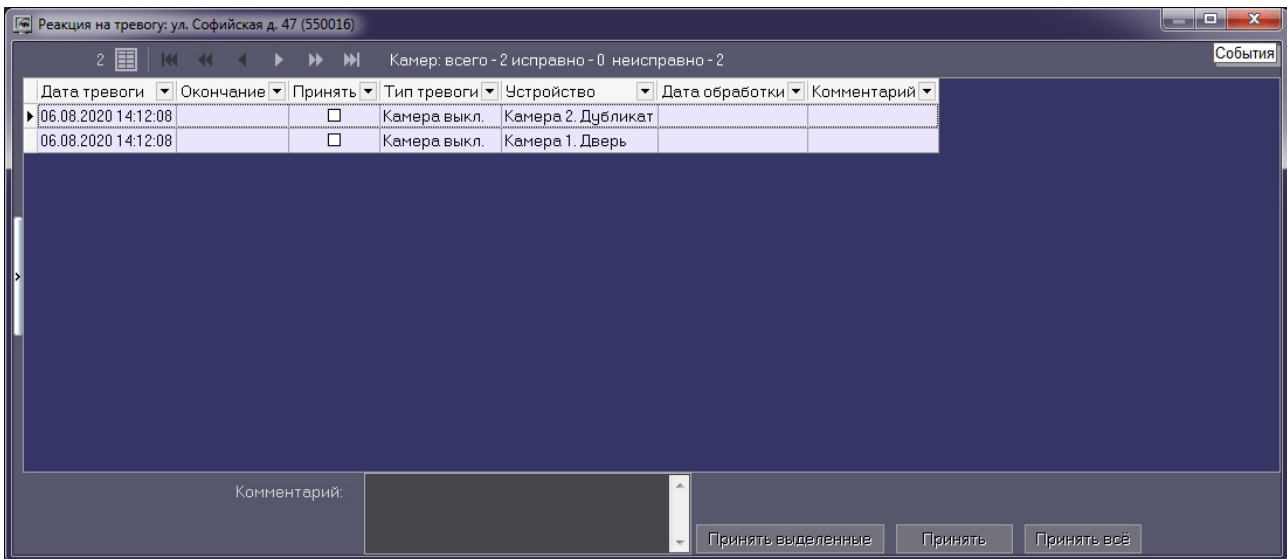 Реакция на тревогу: ул. Софийская д. 47 (550016)
2 Камер: всего - 2 исправно - 0 неисправно - 2
События
Дата тревоги Окончание Принять Тип тревоги Устройство Дата обработки Комментарий
06.08.2020 14:12:08 Камера выкл. Камера 2. Дубликат
06.08.2020 14:12:08 Камера выкл. Камера 1. Дверь
Комментарий:
Принять выделенные Принять Принять всё